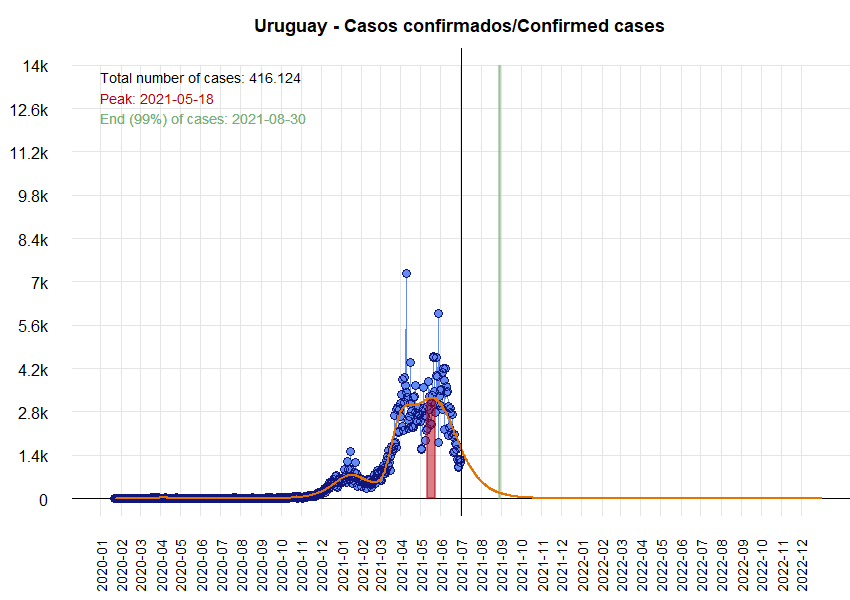 Uruguay - Casos confirmados/Confirmed cases
14k
12.6k
11.2k
9.8k
8.4k
7k
5.6k
4.2k
2.8k
1.4k
0
Total number of cases: 416.124
Peak: 2021-05-18
End (99%) of cases: 2021-08-30
2020-01
2020-02
2020-03
2020-04
2020-05
2020-06
2020-07
2020-08
2020-09
2020-10
2020-11
2020-12
2021-01
2021-02
2021-03
2021-04
2021-05
2021-06
2021-07
2021-08
2021-09
2021-10
2021-11
2021-12
2022-01
2022-02
2022-03
2022-04
2022-05
2022-06
2022-07
2022-08
2022-09
2022-10
2022-11
2022-12